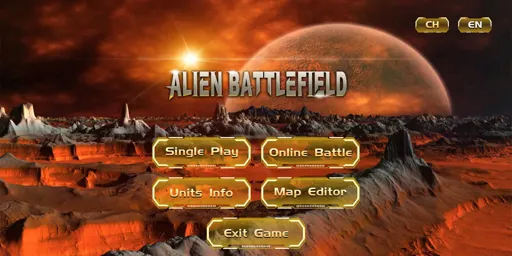 CH EN
ALIEN BATTLEFIELD
Single Play Online Battle
Units Info Map Editor
Exit Game